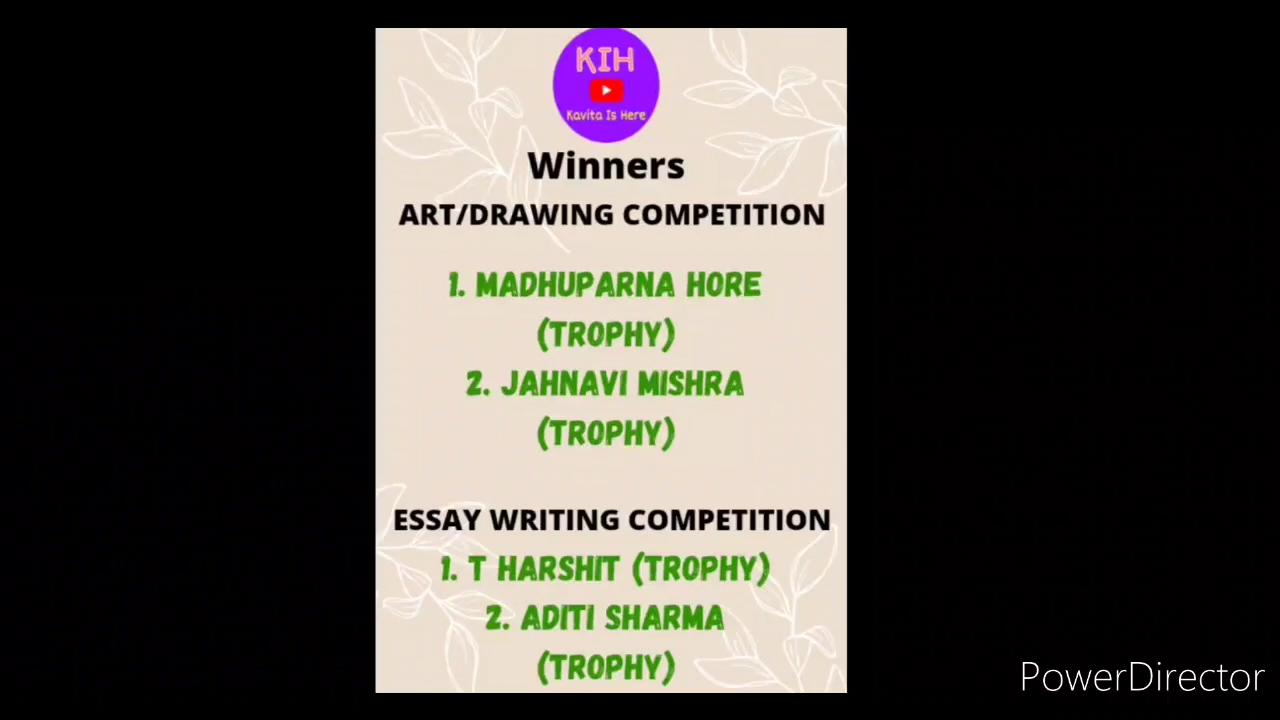 KIH
Kavita Is Here
Winners
ART/DRAWING COMPETITION
1. MADHUPARNA HORE
(TROPHY)
2. JAHNAVI MISHRA
(TROPHY)
ESSAY WRITING COMPETITION
1. T HARSHIT (TROPHY)
2. ADITI SHARMA
(TROPHY)
PowerDirector